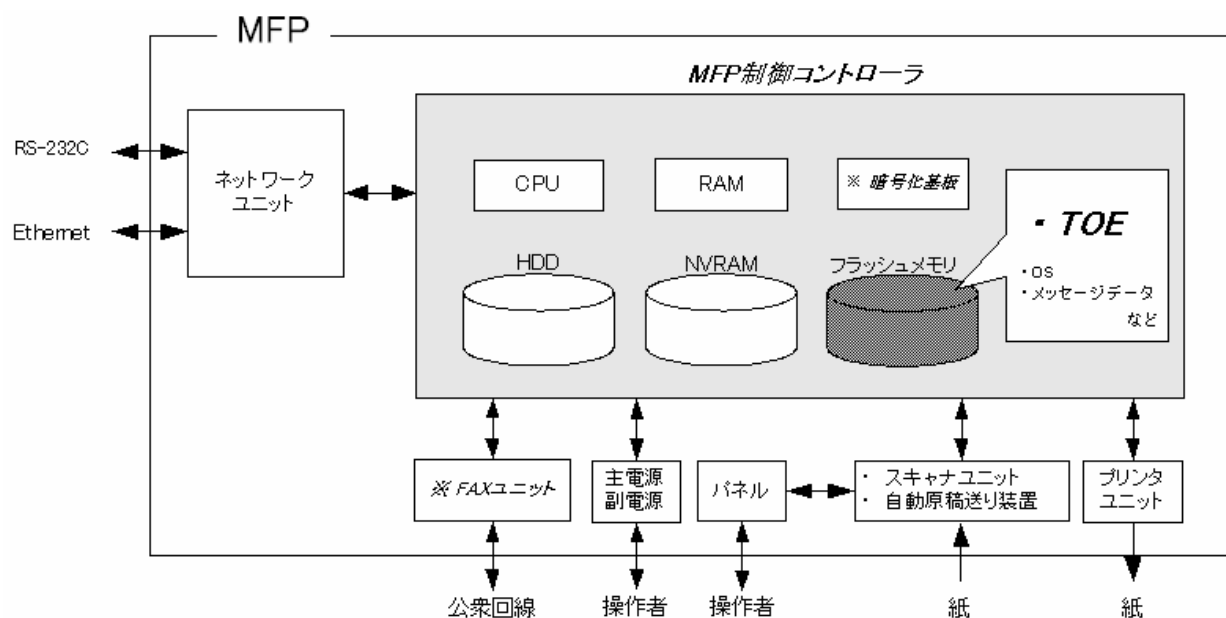 MFP
MFP制御コントローラ
RS-232C
Ethernet
ネットワーク
ユニット
CPU
RAM
※ 暗号化基板
HDD
NVRAM
フラッシュメモリ
・TOE
・OS
・メッセージデータ
など
※ FAXユニット
主電源
副電源
パネル
・ スキャナユニット
・ 自動原稿送り装置
プリンタ
ユニット
公衆回線
操作者
操作者
紙
紙